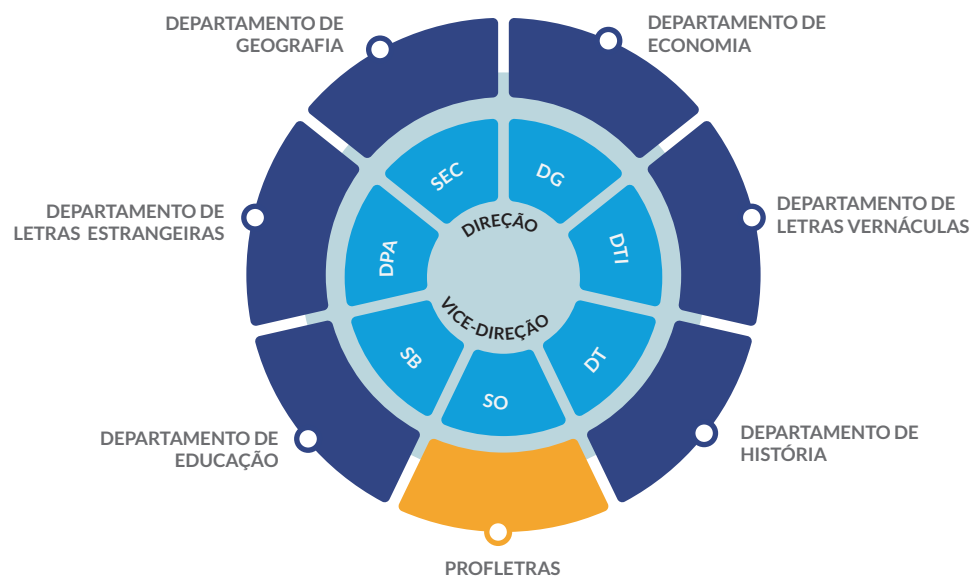 DEPARTAMENTO DE
GEOGRAFIA
DEPARTAMENTO DE
ECONOMIA
DEPARTAMENTO DE
LETRAS ESTRANGEIRAS
DEPARTAMENTO DE
LETRAS VERNÁCULAS
SEC
DG
DPA
DTI
DIREÇÃO
VICE-DIREÇÃO
SB
DT
SO
DEPARTAMENTO DE
EDUCAÇÃO
DEPARTAMENTO DE
HISTÓRIA
PROFLETRAS